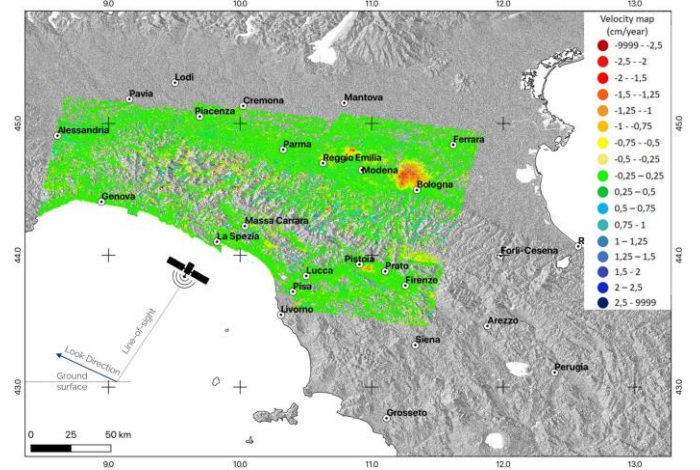 Velocity map
(cm/year)
-9999 - -2,5
-2,5 - -2
-2 - -1,5
-1,5 - -1,25
-1,25 - -1
-1 - -0,75
-0,75 - -0,5
-0,5 - -0,25
-0,25 - 0,25
0,25 – 0,5
0,5 – 0,75
0,75 - 1
1 – 1,25
1,25 – 1,5
1,5 - 2
2 – 2,5
2,5 - 9999
Lodi
Pavia
Cremona
Mantova
Piacenza
45.0
45.0
Alessandria
Parma
Ferrara
Reggio Emilia
Modena
Bologna
Genova
Massa Carrara
La Spezia
44.0
44.0
Forlì-Cesena
R
Pistoia
Prato
Lucca
Firenze
Pisa
Livorno
Arezzo
Siena
Perugia
Line-of-sight
Look Direction
Ground
surface
43.0
43.0
Grosseto
0 25 50 km
9.0 10.0 11.0 12.0 13.0
9.0 10.0 11.0 12.0 13.0